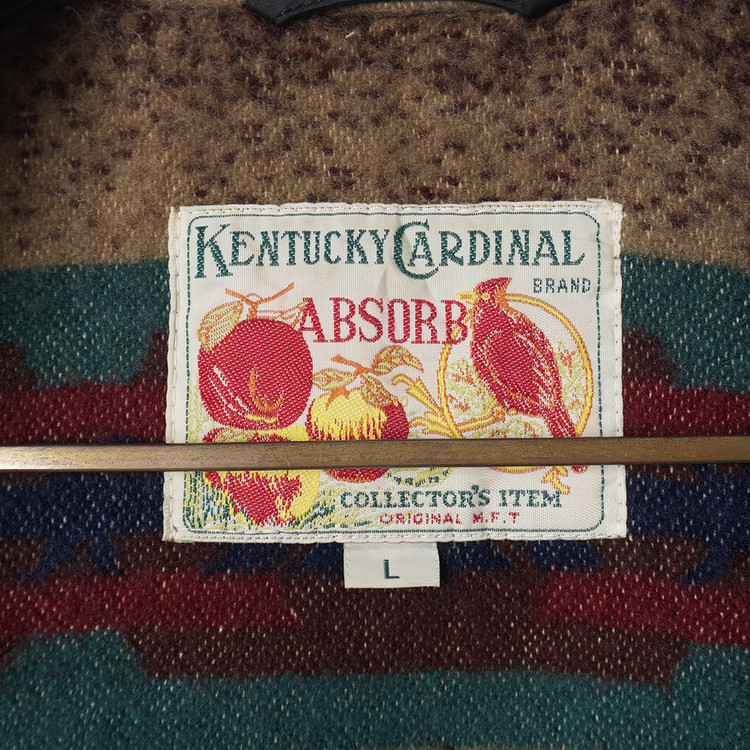 KENTUCKY CARDINAL
BRAND
ABSORB
COLLECTOR'S ITEM
ORIGINAL M.F.T
L